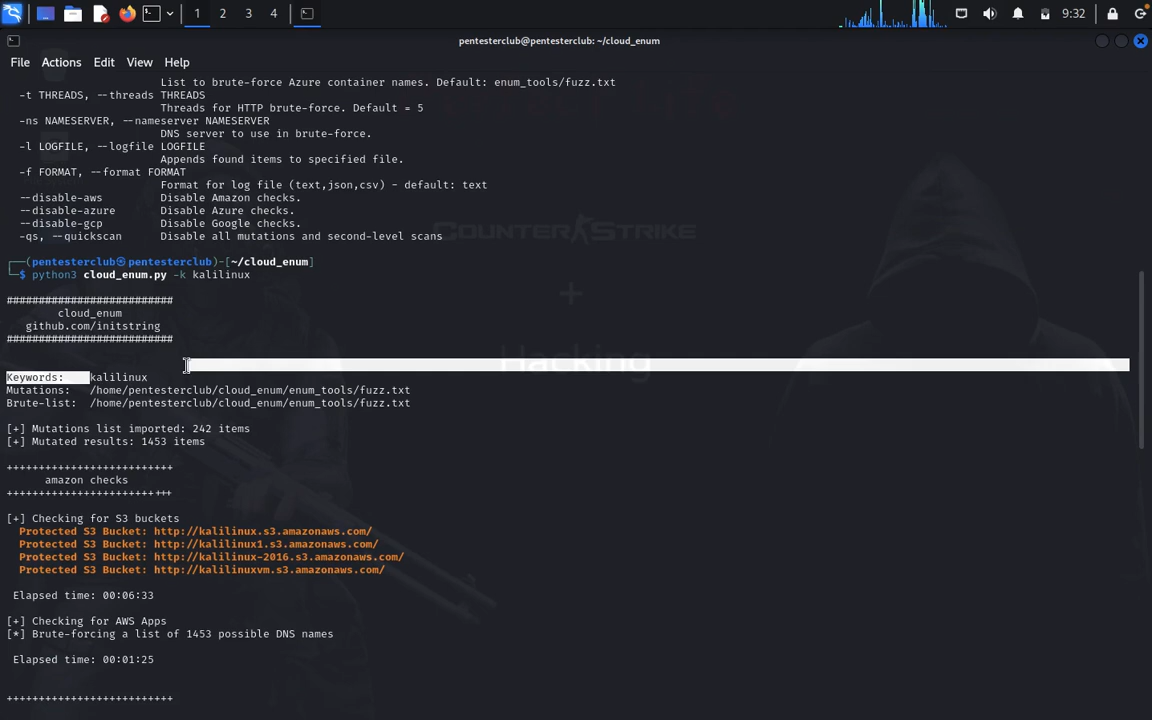 1 2 3 4 9:32
pentesterclub@pentesterclub: ~/cloud_enum
File Actions Edit View Help
List to brute-force Azure container names. Default: enum_tools/fuzz.txt
-t THREADS, --threads THREADS
Threads for HTTP brute-force. Default = 5
-ns NAMESERVER, --nameserver NAMESERVER
DNS server to use in brute-force.
-l LOGFILE, --logfile LOGFILE
Appends found items to specified file.
-f FORMAT, --format FORMAT
Format for log file (text,json,csv) - default: text
--disable-aws Disable Amazon checks.
--disable-azure Disable Azure checks.
--disable-gcp Disable Google checks.
-qs, --quickscan Disable all mutations and second-level scans
COUNTER STRIKE
+
Hacking
┌──(pentesterclub㉿pentesterclub)-[~/cloud_enum]
└─$ python3 cloud_enum.py -k kalilinux
##########################
cloud_enum
github.com/initstring
##########################
Keywords: kalilinux
Mutations: /home/pentesterclub/cloud_enum/enum_tools/fuzz.txt
Brute-list: /home/pentesterclub/cloud_enum/enum_tools/fuzz.txt
[+] Mutations list imported: 242 items
[+] Mutated results: 1453 items
++++++++++++++++++++++++++
amazon checks
++++++++++++++++++++++++++
[+] Checking for S3 buckets
Protected S3 Bucket: http://kalilinux.s3.amazonaws.com/
Protected S3 Bucket: http://kalilinux1.s3.amazonaws.com/
Protected S3 Bucket: http://kalilinux-2016.s3.amazonaws.com/
Protected S3 Bucket: http://kalilinuxvm.s3.amazonaws.com/
Elapsed time: 00:06:33
[+] Checking for AWS Apps
[*] Brute-forcing a list of 1453 possible DNS names
Elapsed time: 00:01:25
++++++++++++++++++++++++++